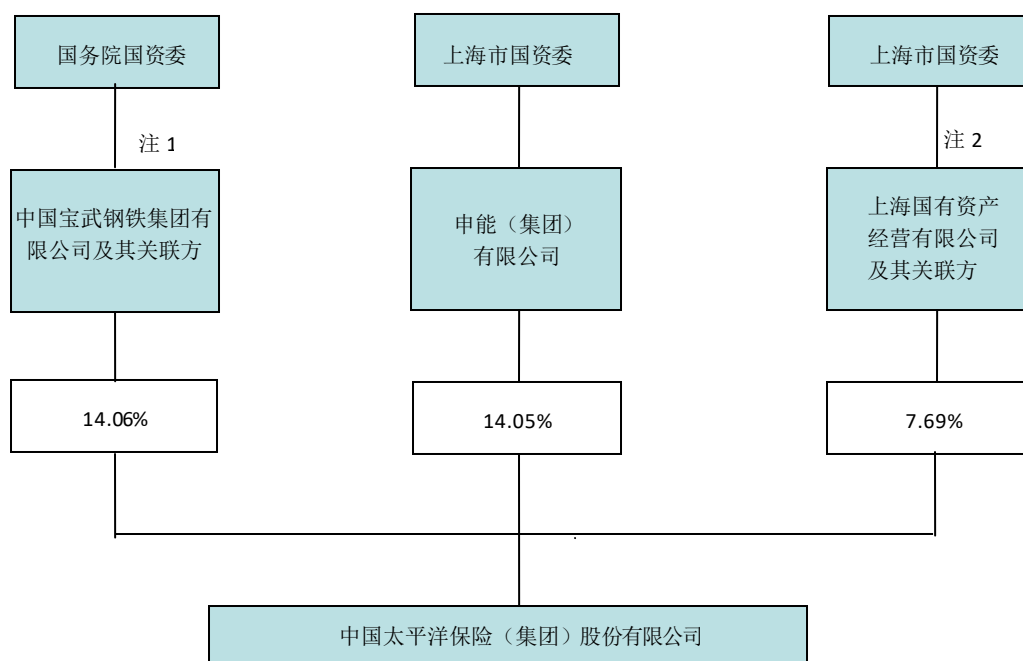 国务院国资委
上海市国资委
上海市国资委
注 1
注 2
中国宝武钢铁集团有
限公司及其关联方
申能（集团）
有限公司
上海国有资产
经营有限公司
及其关联方
14.06%
14.05%
7.69%
中国太平洋保险（集团）股份有限公司